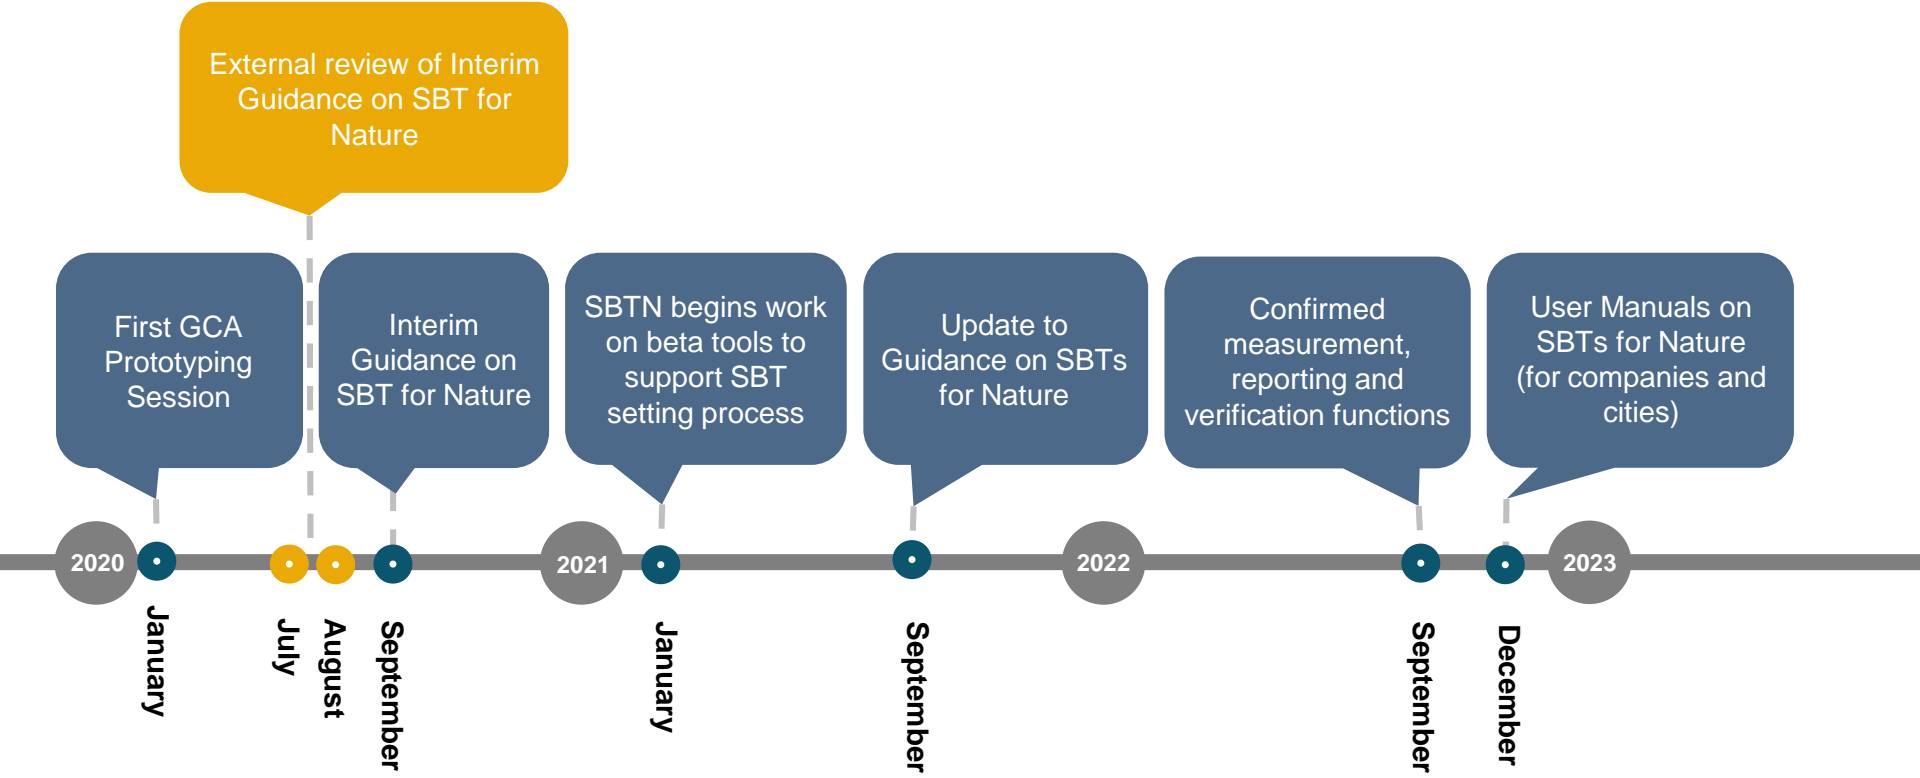 External review of Interim
Guidance on SBT for
Nature
First GCA
Prototyping
Session
Interim
Guidance on
SBT for Nature
SBTN begins work
on beta tools to
support SBT
setting process
Update to
Guidance on SBTs
for Nature
Confirmed
measurement,
reporting and
verification functions
User Manuals on
SBTs for Nature
(for companies and
cities)
2020
2021
2022
2023
January
July
August
September
January
September
September
December